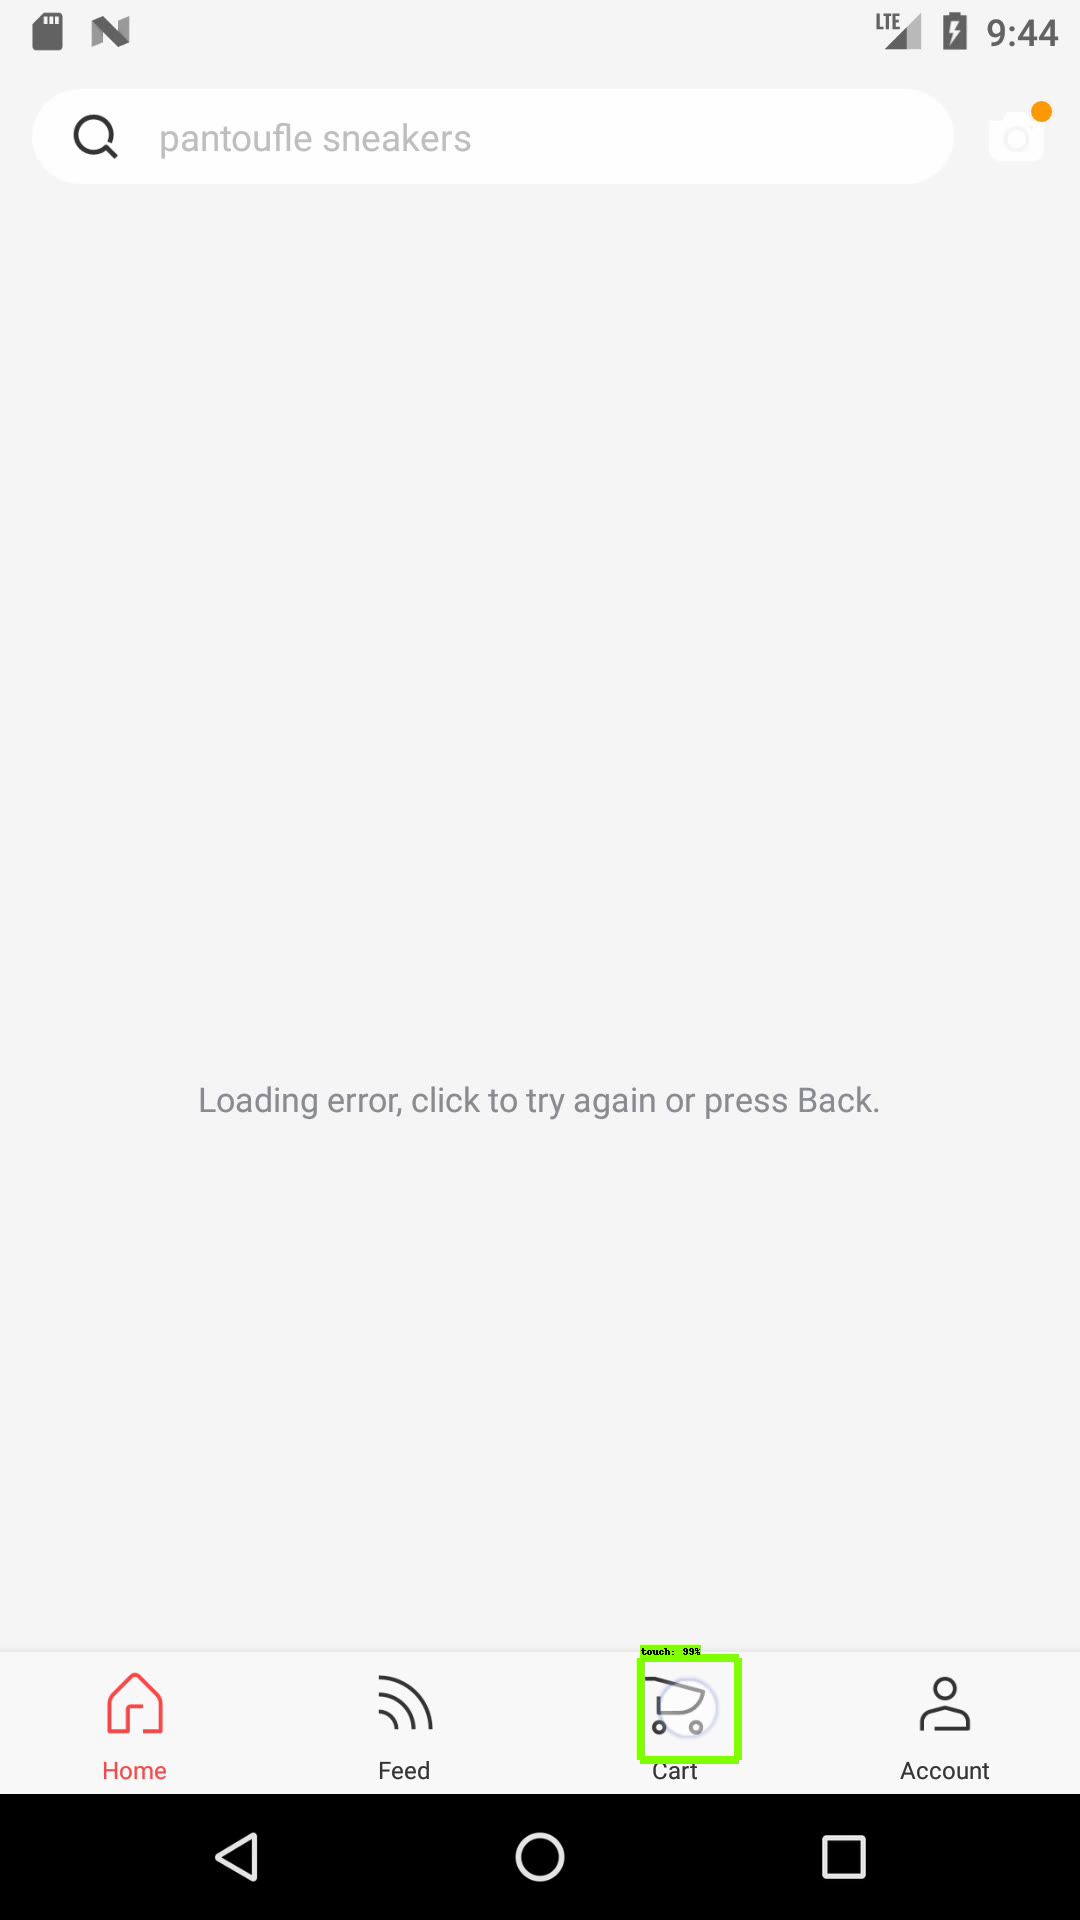 LTE 9:44
pantoufle sneakers
Loading error, click to try again or press Back.
touch: 99%
Home Feed Cart Account